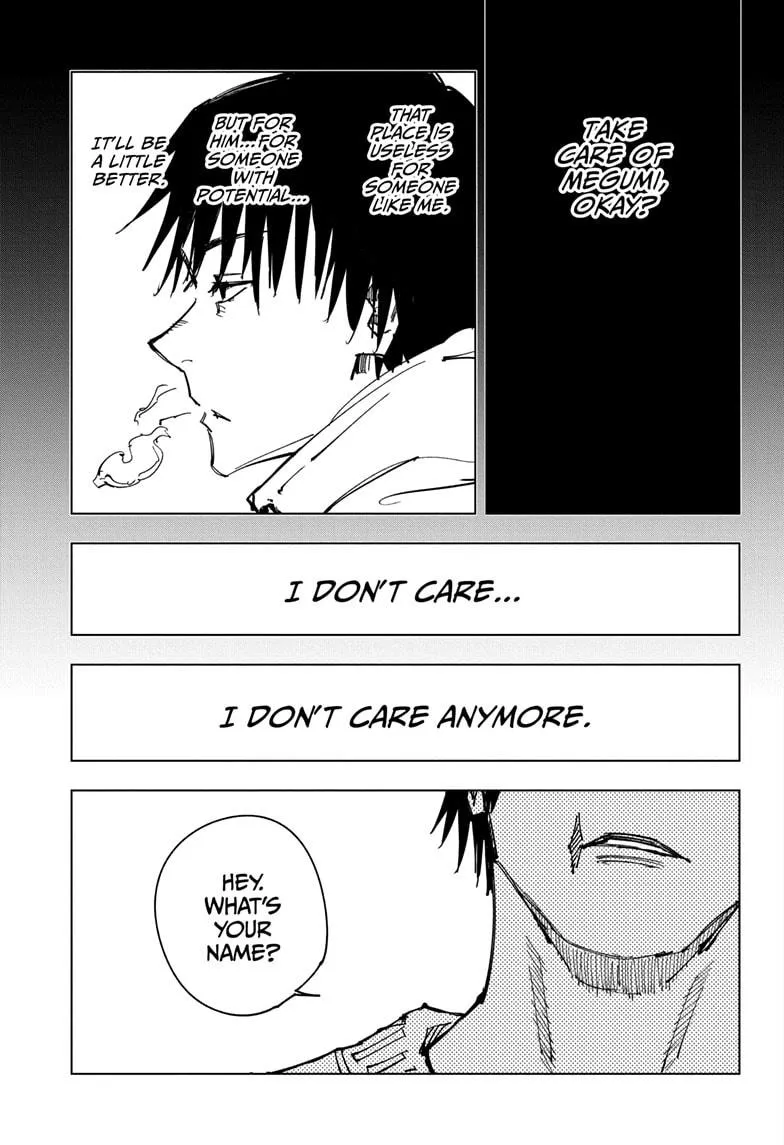 TAKE
CARE OF
MEGUMI,
OKAY?
THAT
PLACE IS
USELESS
FOR
SOMEONE
LIKE ME.
BUT FOR
HIM... FOR
SOMEONE
WITH
POTENTIAL...
IT'LL BE
A LITTLE
BETTER.
I DON'T CARE...
I DON'T CARE ANYMORE.
HEY.
WHAT'S
YOUR
NAME?